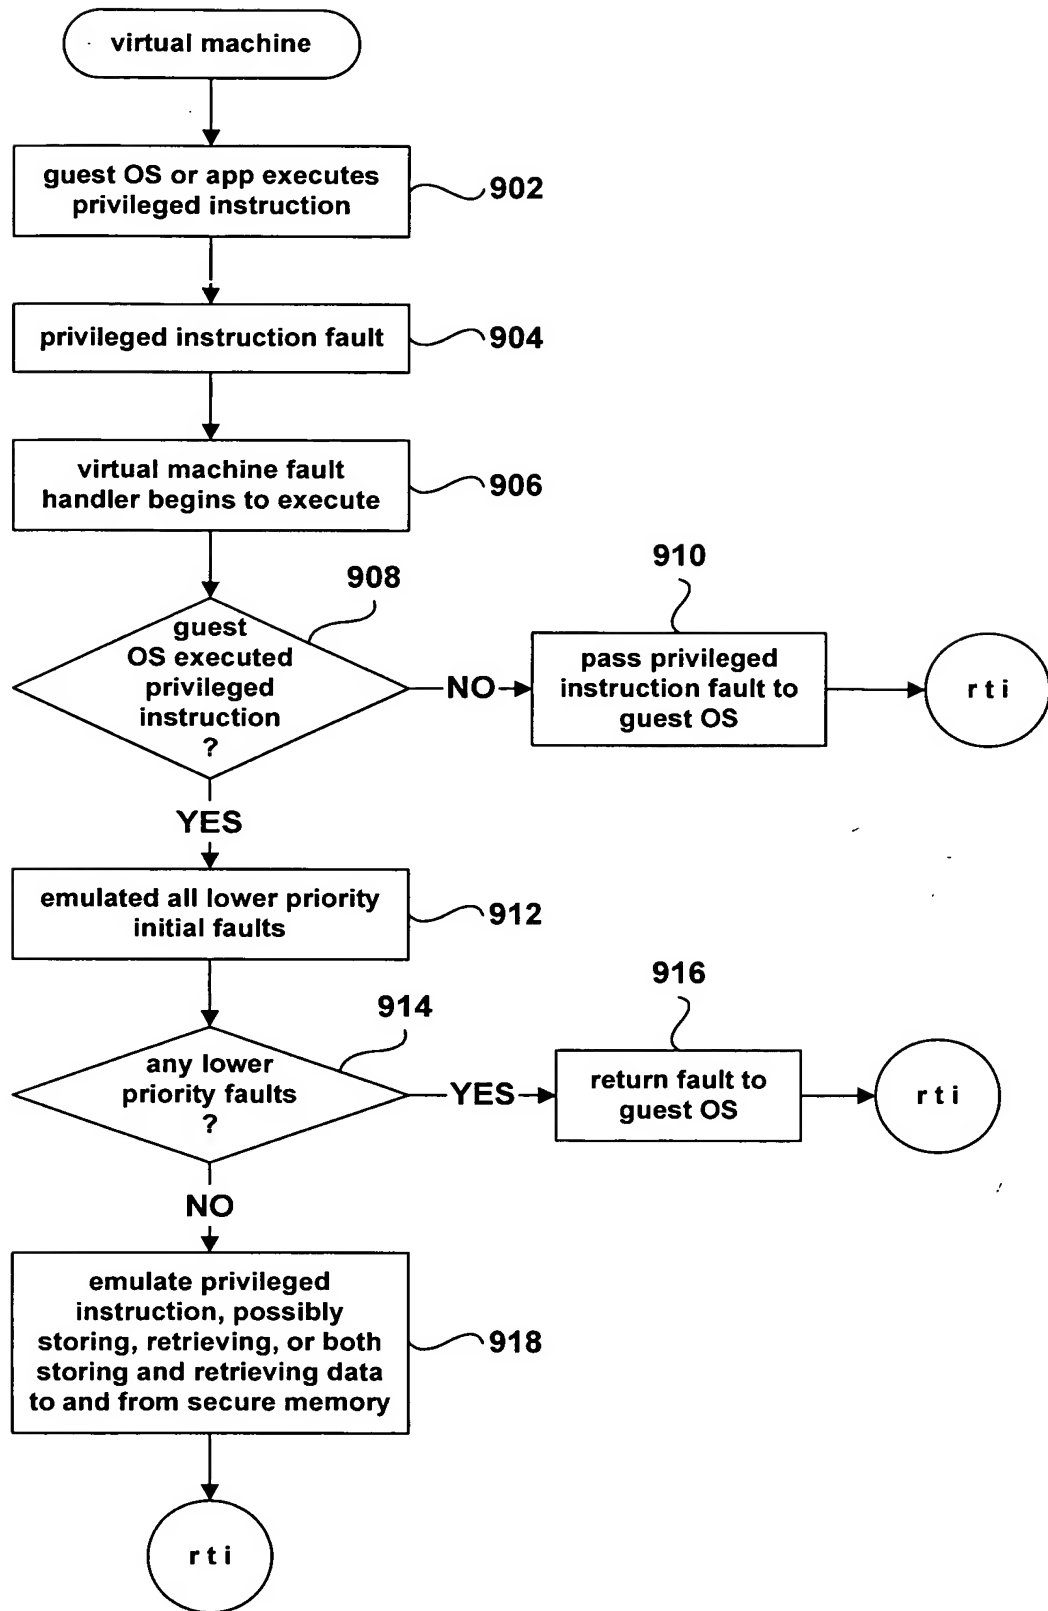 virtual machine
guest OS or app executes
privileged instruction
902
privileged instruction fault
904
virtual machine fault
handler begins to execute
906
908
guest
OS executed
privileged
instruction
?
NO
910
pass privileged
instruction fault to
guest OS
r t i
YES
emulated all lower priority
initial faults
912
914
any lower
priority faults
?
YES
916
return fault to
guest OS
r t i
NO
emulate privileged
instruction, possibly
storing, retrieving, or both
storing and retrieving data
to and from secure memory
918
r t i